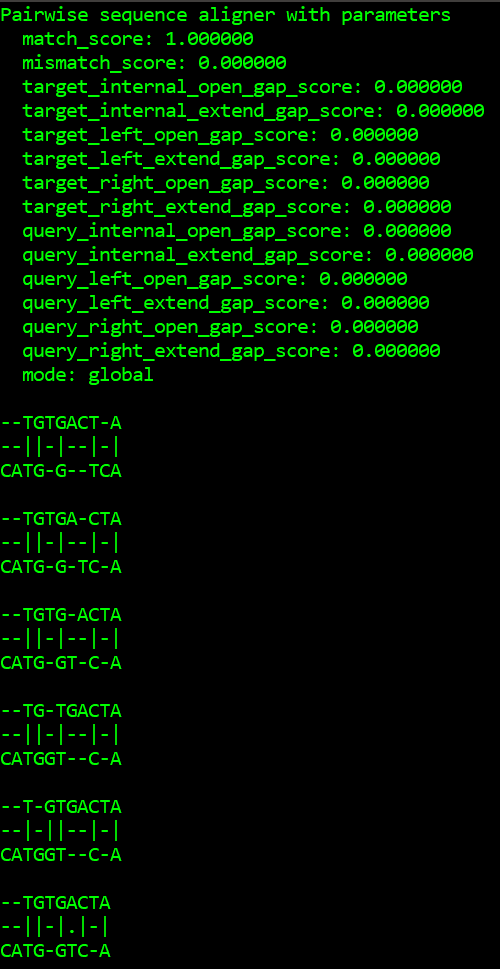 Pairwise sequence aligner with parameters
  match_score: 1.000000
  mismatch_score: 0.000000
  target_internal_open_gap_score: 0.000000
  target_internal_extend_gap_score: 0.000000
  target_left_open_gap_score: 0.000000
  target_left_extend_gap_score: 0.000000
  target_right_open_gap_score: 0.000000
  target_right_extend_gap_score: 0.000000
  query_internal_open_gap_score: 0.000000
  query_internal_extend_gap_score: 0.000000
  query_left_open_gap_score: 0.000000
  query_left_extend_gap_score: 0.000000
  query_right_open_gap_score: 0.000000
  query_right_extend_gap_score: 0.000000
  mode: global

--TGTGACT-A
--||-|--|-|
CATG-G--TCA

--TGTGA-CTA
--||-|--|-|
CATG-G-TC-A

--TGTG-ACTA
--||-|--|-|
CATG-GT-C-A

--TG-TGACTA
--||-|--|-|
CATGGT--C-A

--T-GTGACTA
--|-||--|-|
CATGGT--C-A

--TGTGACTA
--||-|.|-|
CATG-GTC-A